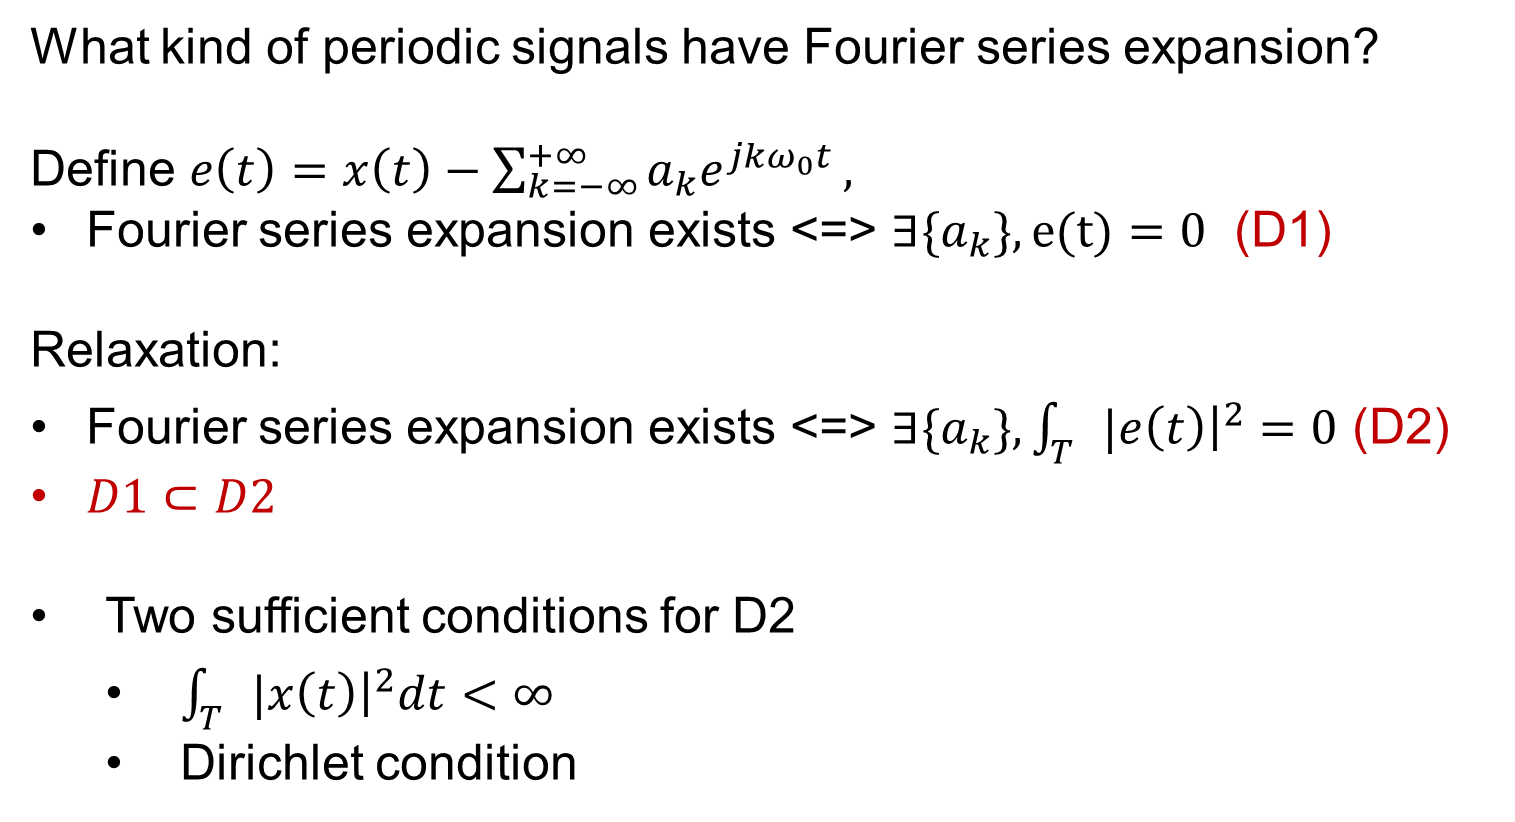 What kind of periodic signals have Fourier series expansion?
Define e(t) = x(t) − ∑_{k=−∞}^{+∞} a_k e^{jkω_0 t},
• Fourier series expansion exists <=> ∃{a_k}, e(t) = 0 (D1)
Relaxation:
• Fourier series expansion exists <=> ∃{a_k}, ∫_T |e(t)|² = 0 (D2)
• D1 ⊂ D2
• Two sufficient conditions for D2
• ∫_T |x(t)|² dt < ∞
• Dirichlet condition